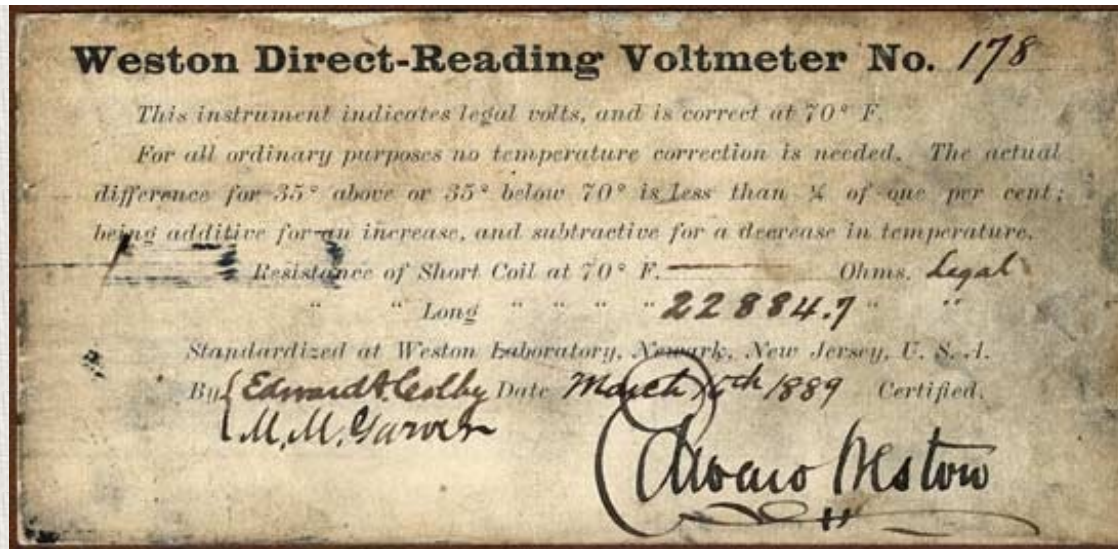 Weston Direct-Reading Voltmeter No. 178
This instrument indicates legal volts, and is correct at 70° F.
For all ordinary purposes no temperature correction is needed. The actual
difference for 35° above or 35° below 70° is less than ¼ of one per cent;
being additive for an increase, and subtractive for a decrease in temperature.
Resistance of Short Coil at 70° F. — Ohms. Legal
" " Long " " " " 22884.7 " "
Standardized at Weston Laboratory, Newark, New Jersey, U. S. A.
By Edward A. Colby Date March 16th 1889 Certified.
M. M. Garver
Edward Weston